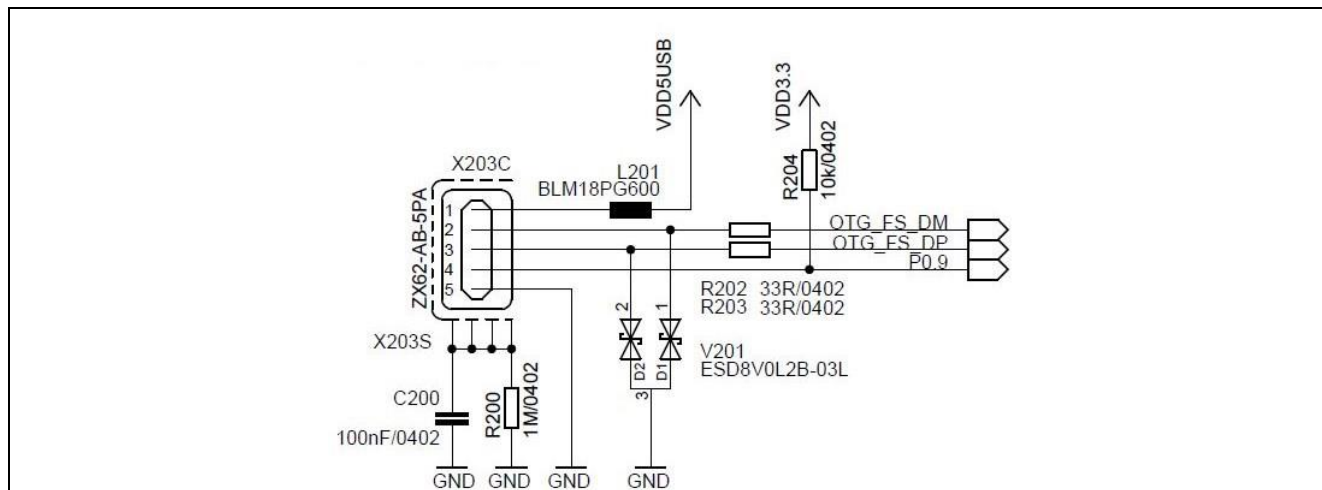 VDD5USB
VDD3.3
X203C
L201
BLM18PG600
R204
10k/0402
ZX62-AB-5PA
1
2
3
4
5
OTG_FS_DM
OTG_FS_DP
P0.9
R202 33R/0402
R203 33R/0402
X203S
2
1
D2
D1
3
V201
ESD8V0L2B-03L
C200
100nF/0402
R200
1M/0402
GND GND GND GND